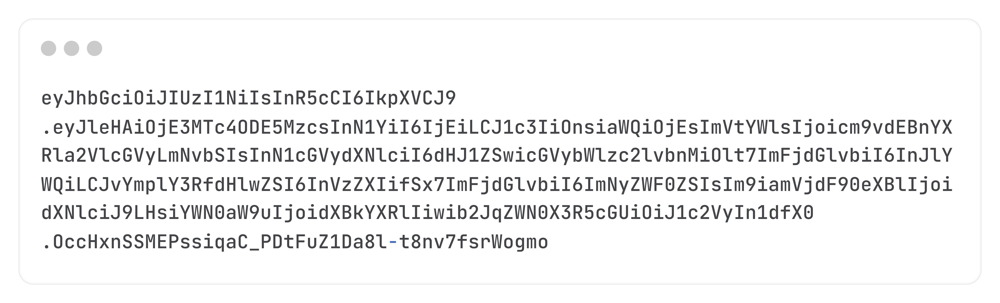 eyJhbGciOiJIUzI1NiIsInR5cCI6IkpXVCJ9
.eyJleHAiOjE3MTc4ODE5MzcsInN1YiI6IjEiLCJ1c3IiOnsiaWQiOjEsImVtYWlsIjoicm9vdEBnYX
Rla2VlcGVyLmNvbSIsInN1cGVydXNlciI6dHJ1ZSwicGVybWlzc2lvbnMiOlt7ImFjdGlvbiI6InJlY
WQiLCJvYmplY3RfdHlwZSI6InVzZXIifSx7ImFjdGlvbiI6ImNyZWF0ZSIsIm9iamVjdF90eXBlIjoi
dXNlciJ9LHsiYWN0aW9uIjoidXBkYXRlIiwib2JqZWN0X3R5cGUiOiJ1c2VyIn1dfX0
.OccHxnSSMEPssiqaC_PDtFuZ1Da8l-t8nv7fsrWogmo